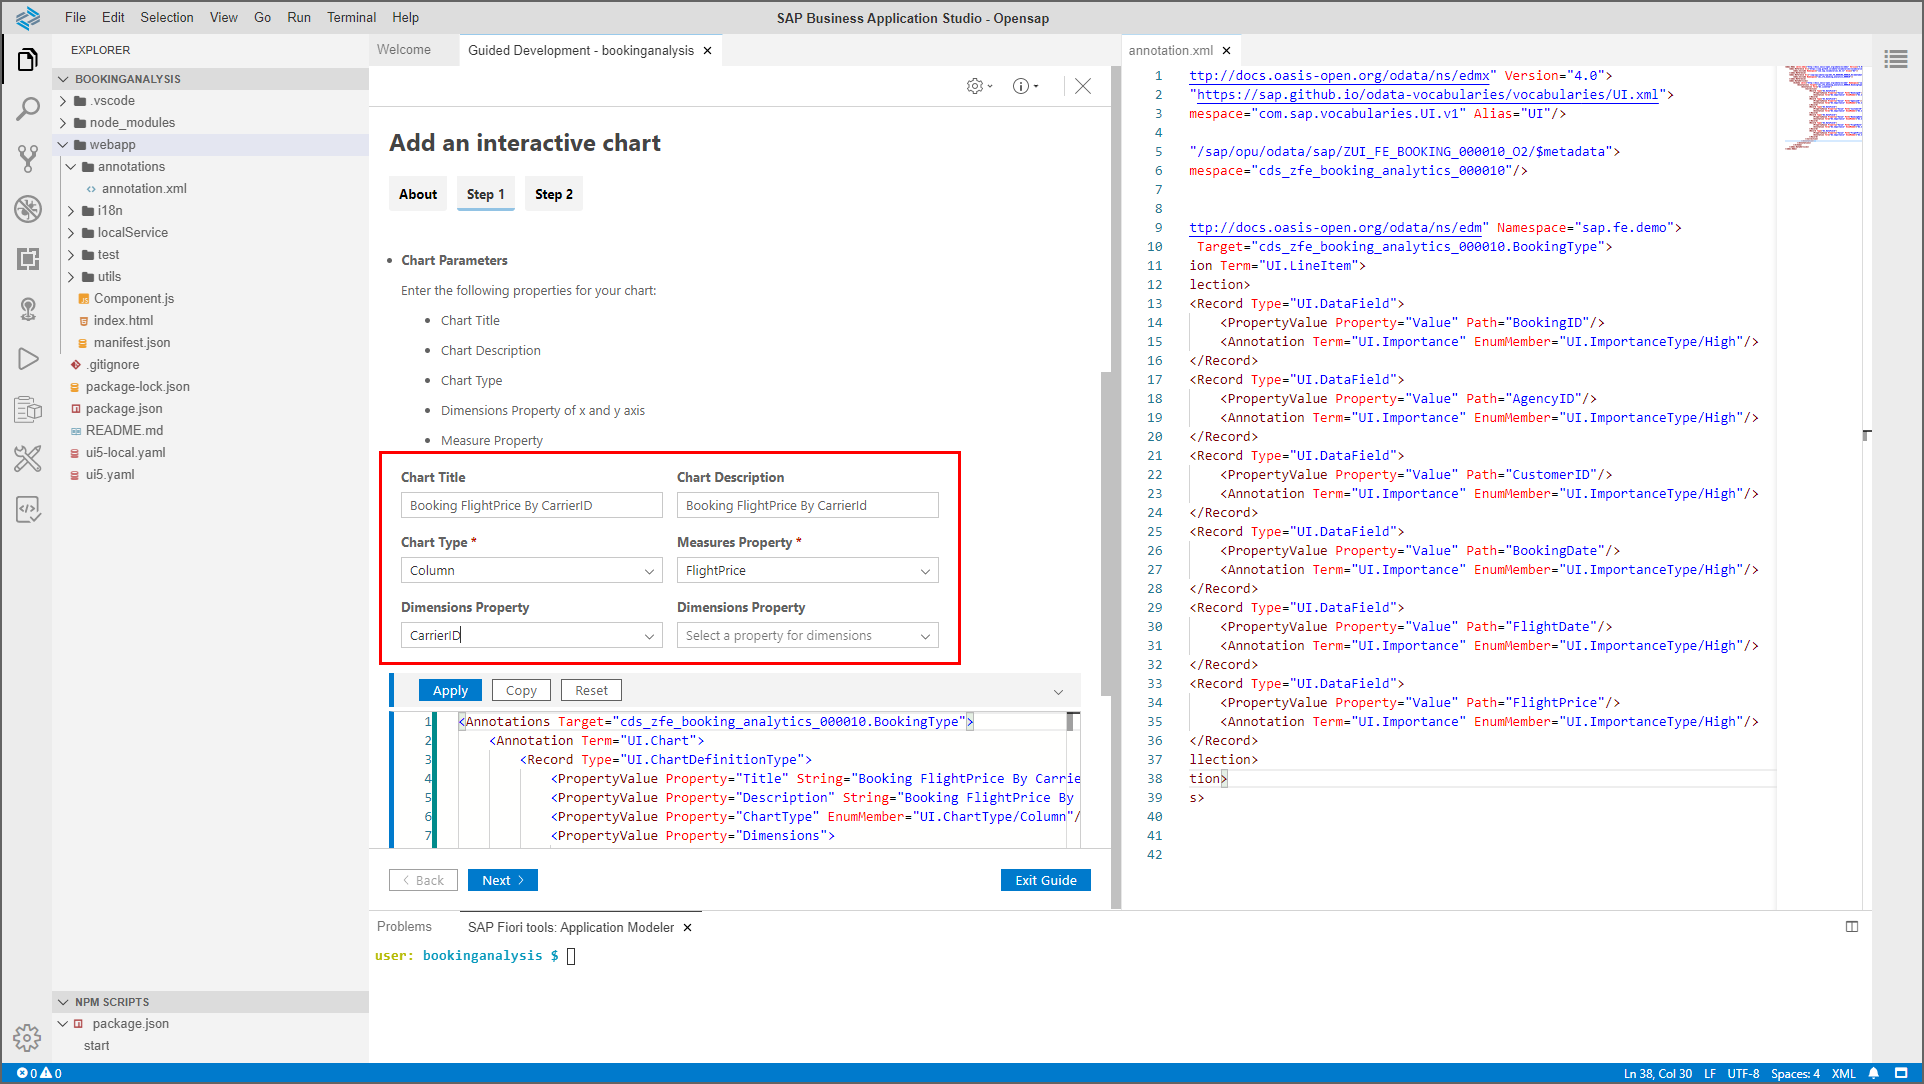 File Edit Selection View Go Run Terminal Help
SAP Business Application Studio - Opensap
EXPLORER
BOOKINGANALYSIS
.vscode
node_modules
webapp
annotations
annotation.xml
i18n
localService
test
utils
Component.js
index.html
manifest.json
.gitignore
package-lock.json
package.json
README.md
ui5-local.yaml
ui5.yaml
NPM SCRIPTS
package.json
start
Welcome
Guided Development - bookinganalysis
Add an interactive chart
About Step 1 Step 2
Chart Parameters
Enter the following properties for your chart:
Chart Title
Chart Description
Chart Type
Dimensions Property of x and y axis
Measure Property
Chart Title Chart Description
Booking FlightPrice By CarrierID Booking FlightPrice By CarrierId
Chart Type * Measures Property *
Column FlightPrice
Dimensions Property Dimensions Property
CarrierID Select a property for dimensions
Apply Copy Reset
1 <Annotations Target="cds_zfe_booking_analytics_000010.BookingType">
2 <Annotation Term="UI.Chart">
3 <Record Type="UI.ChartDefinitionType">
4 <PropertyValue Property="Title" String="Booking FlightPrice By Carrie
5 <PropertyValue Property="Description" String="Booking FlightPrice By
6 <PropertyValue Property="ChartType" EnumMember="UI.ChartType/Column"/
7 <PropertyValue Property="Dimensions">
Back Next Exit Guide
annotation.xml
1 ttp://docs.oasis-open.org/odata/ns/edmx" Version="4.0">
2 "https://sap.github.io/odata-vocabularies/vocabularies/UI.xml">
3 mespace="com.sap.vocabularies.UI.v1" Alias="UI"/>
4
5 "/sap/opu/odata/sap/ZUI_FE_BOOKING_000010_O2/$metadata">
6 mespace="cds_zfe_booking_analytics_000010"/>
7
8
9 ttp://docs.oasis-open.org/odata/ns/edm" Namespace="sap.fe.demo">
10 Target="cds_zfe_booking_analytics_000010.BookingType">
11 ion Term="UI.LineItem">
12 lection>
13 <Record Type="UI.DataField">
14 <PropertyValue Property="Value" Path="BookingID"/>
15 <Annotation Term="UI.Importance" EnumMember="UI.ImportanceType/High"/>
16 </Record>
17 <Record Type="UI.DataField">
18 <PropertyValue Property="Value" Path="AgencyID"/>
19 <Annotation Term="UI.Importance" EnumMember="UI.ImportanceType/High"/>
20 </Record>
21 <Record Type="UI.DataField">
22 <PropertyValue Property="Value" Path="CustomerID"/>
23 <Annotation Term="UI.Importance" EnumMember="UI.ImportanceType/High"/>
24 </Record>
25 <Record Type="UI.DataField">
26 <PropertyValue Property="Value" Path="BookingDate"/>
27 <Annotation Term="UI.Importance" EnumMember="UI.ImportanceType/High"/>
28 </Record>
29 <Record Type="UI.DataField">
30 <PropertyValue Property="Value" Path="FlightDate"/>
31 <Annotation Term="UI.Importance" EnumMember="UI.ImportanceType/High"/>
32 </Record>
33 <Record Type="UI.DataField">
34 <PropertyValue Property="Value" Path="FlightPrice"/>
35 <Annotation Term="UI.Importance" EnumMember="UI.ImportanceType/High"/>
36 </Record>
37 llection>
38 tion>
39 s>
40
41
42
Problems SAP Fiori tools: Application Modeler
user: bookinganalysis $
0 0 Ln 38, Col 30 LF UTF-8 Spaces: 4 XML